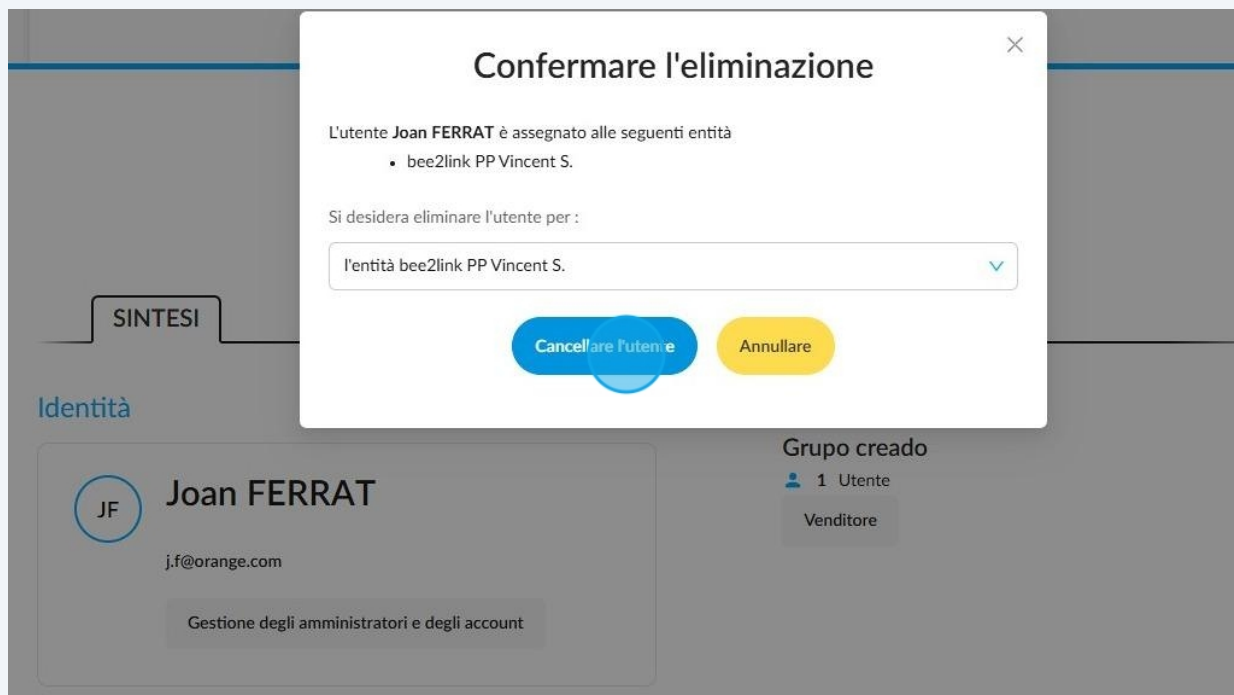 Confermare l'eliminazione
L'utente Joan FERRAT è assegnato alle seguenti entità
• bee2link PP Vincent S.
Si desidera eliminare l'utente per :
l'entità bee2link PP Vincent S.
Cancellare l'utente
Annullare
SINTESI
Identità
JF
Joan FERRAT
j.f@orange.com
Gestione degli amministratori e degli account
Grupo creado
1 Utente
Venditore